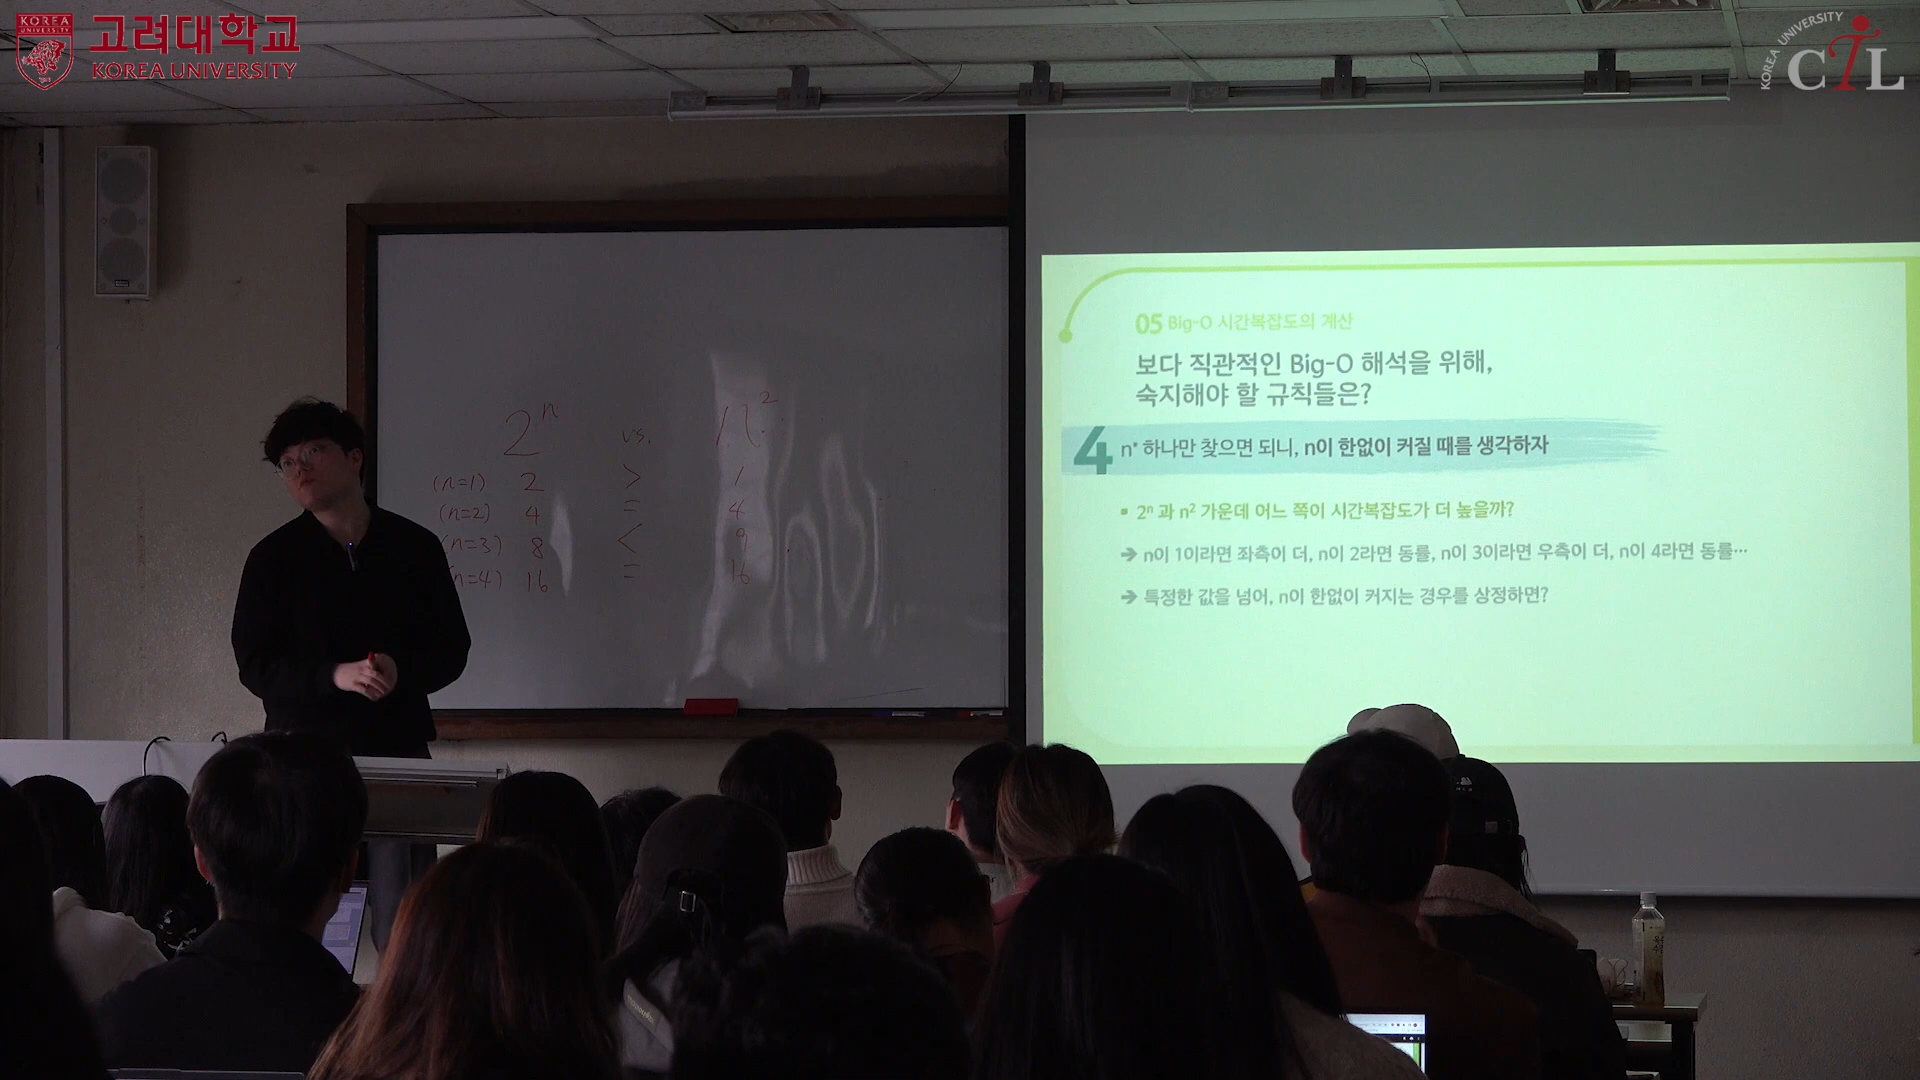 KOREA
UNIVERSITY
고려대학교
KOREA UNIVERSITY
KOREA UNIVERSITY
CTL
2ⁿ vs. n²
(n=1) 2 > 1
(n=2) 4 = 4
(n=3) 8 < 9
(n=4) 16 = 16
05 Big-O 시간복잡도의 계산
보다 직관적인 Big-O 해석을 위해,
숙지해야 할 규칙들은?
4 n* 하나만 찾으면 되니, n이 한없이 커질 때를 생각하자
▪ 2ⁿ 과 n² 가운데 어느 쪽이 시간복잡도가 더 높을까?
➔ n이 1이라면 좌측이 더, n이 2라면 동률, n이 3이라면 우측이 더, n이 4라면 동률…
➔ 특정한 값을 넘어, n이 한없이 커지는 경우를 상정하면?